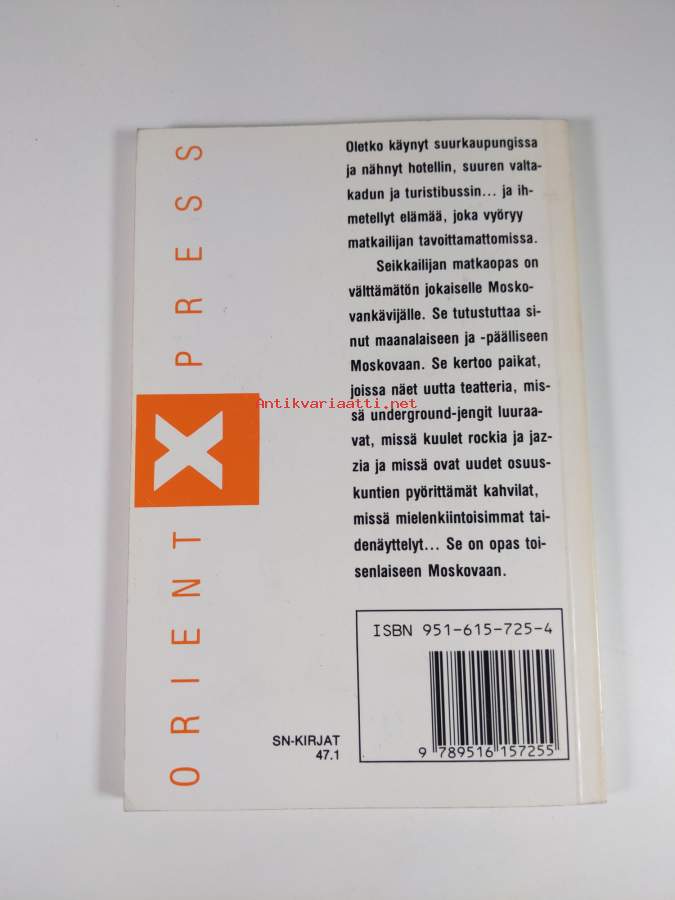 ORIENT X PRESS
Oletko käynyt suurkaupungissa
ja nähnyt hotellin, suuren valta-
kadun ja turistibussin... ja ih-
metellyt elämää, joka vyöryy
matkailijan tavoittamattomissa.
Seikkailijan matkaopas on
välttämätön jokaiselle Mosko-
vankävijälle. Se tutustuttaa si-
nut maanalaiseen ja -päälliseen
Moskovaan. Se kertoo paikat,
joissa näet uutta teatteria, mis-
sä underground-jengit luuraa-
vat, missä kuulet rockia ja jaz-
zia ja missä ovat uudet osuus-
kuntien pyörittämät kahvilat,
missä mielenkiintoisimmat tai-
denäyttelyt... Se on opas toi-
senlaiseen Moskovaan.
Antikvariaatti.net
ISBN 951-615-725-4
SN-KIRJAT
47.1
9 789516 157255